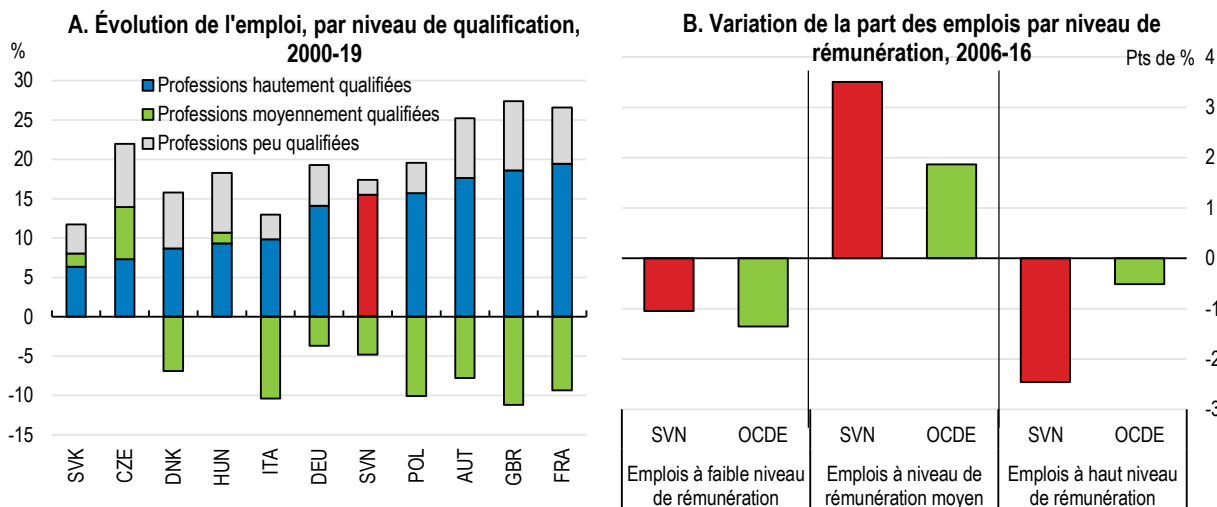 A. Évolution de l'emploi, par niveau de qualification,
2000-19
%
30
25
20
15
10
5
0
-5
-10
-15
Professions hautement qualifiées
Professions moyennement qualifiées
Professions peu qualifiées
SVK
CZE
DNK
HUN
ITA
DEU
SVN
POL
AUT
GBR
FRA
B. Variation de la part des emplois par niveau de
rémunération, 2006-16
Pts de %
4
3
2
1
0
-1
-2
-3
SVN OCDE SVN OCDE SVN OCDE
Emplois à faible niveau
de rémunération
Emplois à niveau de
rémunération moyen
Emplois à haut niveau
de rémunération